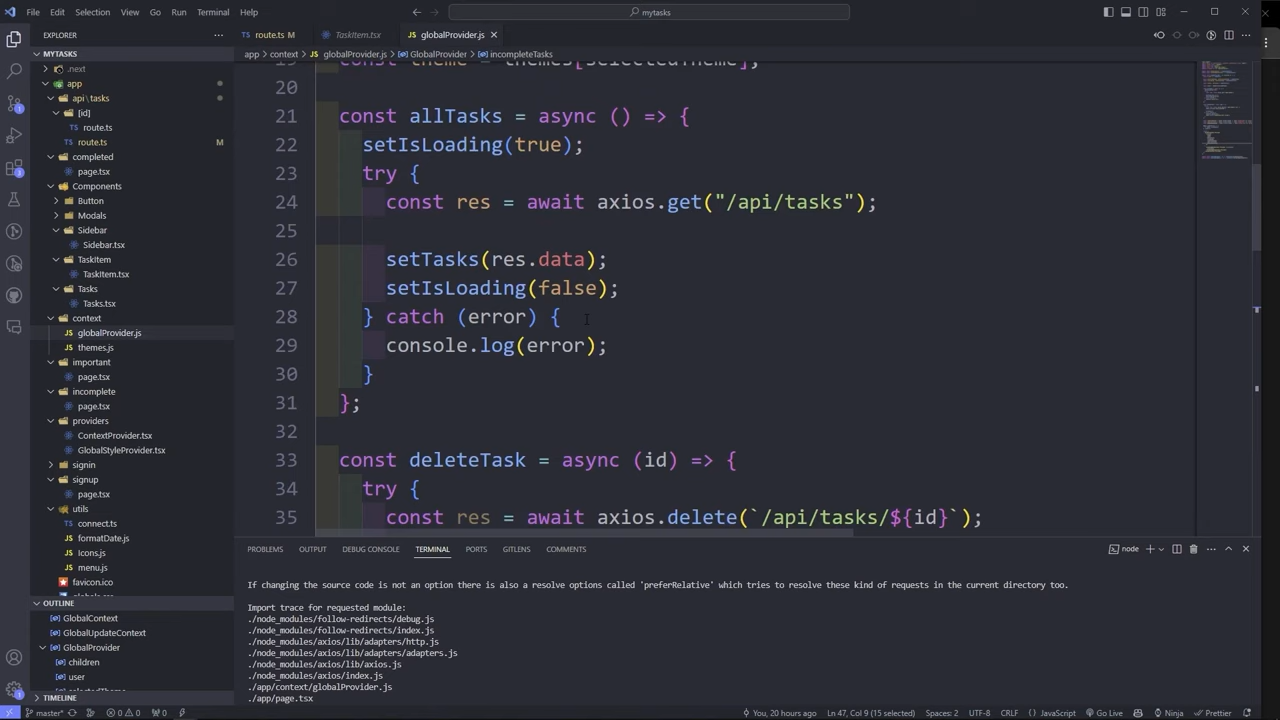 File Edit Selection View Go Run Terminal Help
mytasks
EXPLORER
route.ts M
TaskItem.tsx
globalProvider.js
MYTASKS
app > context > globalProvider.js > GlobalProvider > incompleteTasks
.next
app
api\tasks
[id]
route.ts
route.ts M
completed
page.tsx
Components
Button
Modals
Sidebar
Sidebar.tsx
TaskItem
TaskItem.tsx
Tasks
Tasks.tsx
context
globalProvider.js
themes.js
important
page.tsx
incomplete
page.tsx
providers
ContextProvider.tsx
GlobalStyleProvider.tsx
signin
signup
page.tsx
utils
connect.ts
formatDate.js
Icons.js
menu.js
favicon.ico
globals.css
OUTLINE
GlobalContext
GlobalUpdateContext
GlobalProvider
children
user
selectedTheme
TIMELINE
19 const theme = themes[selectedTheme];
20
21 const allTasks = async () => {
22 setIsLoading(true);
23 try {
24 const res = await axios.get("/api/tasks");
25
26 setTasks(res.data);
27 setIsLoading(false);
28 } catch (error) {
29 console.log(error);
30 }
31 };
32
33 const deleteTask = async (id) => {
34 try {
35 const res = await axios.delete(`/api/tasks/${id}`);
PROBLEMS OUTPUT DEBUG CONSOLE TERMINAL PORTS GITLENS COMMENTS
node
If changing the source code is not an option there is also a resolve options called 'preferRelative' which tries to resolve these kind of requests in the current directory too.
Import trace for requested module:
./node_modules/follow-redirects/debug.js
./node_modules/follow-redirects/index.js
./node_modules/axios/lib/adapters/http.js
./node_modules/axios/lib/adapters/adapters.js
./node_modules/axios/lib/axios.js
./node_modules/axios/index.js
./app/context/globalProvider.js
./app/page.tsx
master* 0 0 0 You, 20 hours ago Ln 47, Col 9 (15 selected) Spaces: 2 UTF-8 CRLF JavaScript Go Live Ninja Prettier